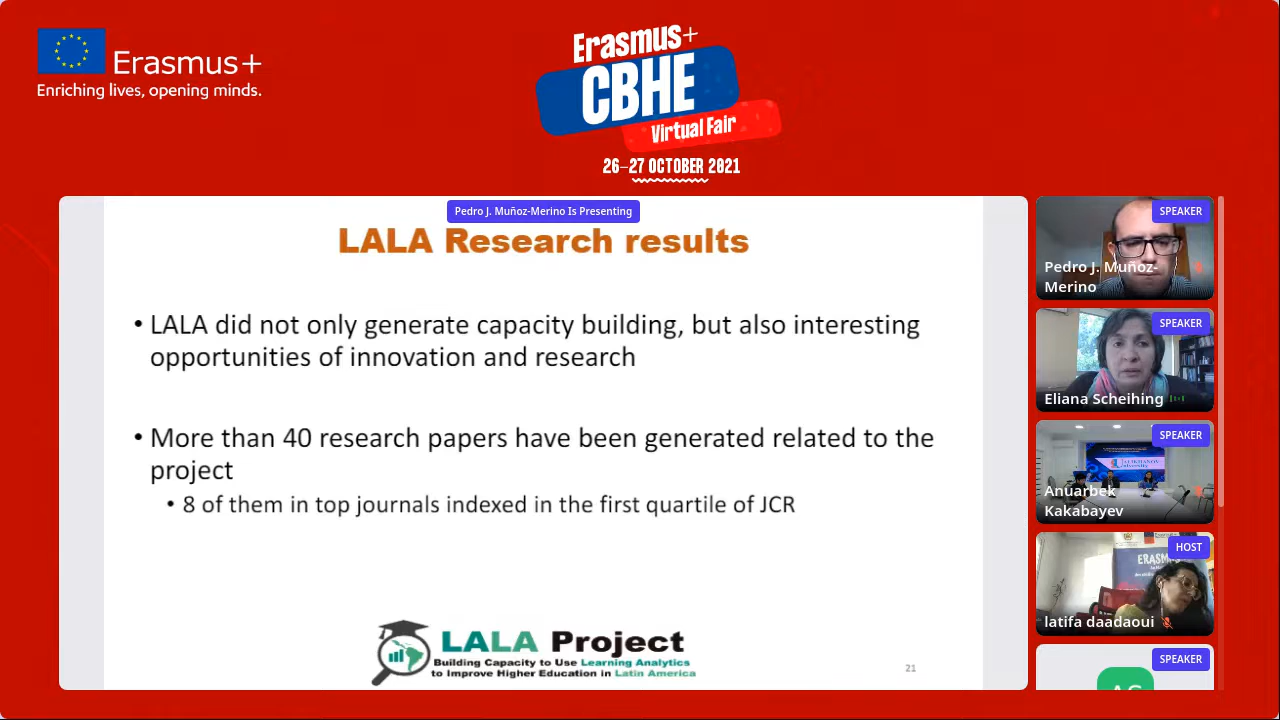 Erasmus+
Enriching lives, opening minds.
Erasmus+
CBHE
Virtual Fair
26–27 OCTOBER 2021
Pedro J. Muñoz-Merino Is Presenting
LALA Research results
• LALA did not only generate capacity building, but also interesting
opportunities of innovation and research
• More than 40 research papers have been generated related to the
project
• 8 of them in top journals indexed in the first quartile of JCR
LALA Project
Building Capacity to Use Learning Analytics
to Improve Higher Education in Latin America
21
SPEAKER
Pedro J. Muñoz-
Merino
SPEAKER
Eliana Scheihing
SPEAKER
Anuarbek
Kakabayev
HOST
ERASMUS
latifa daadaoui
SPEAKER